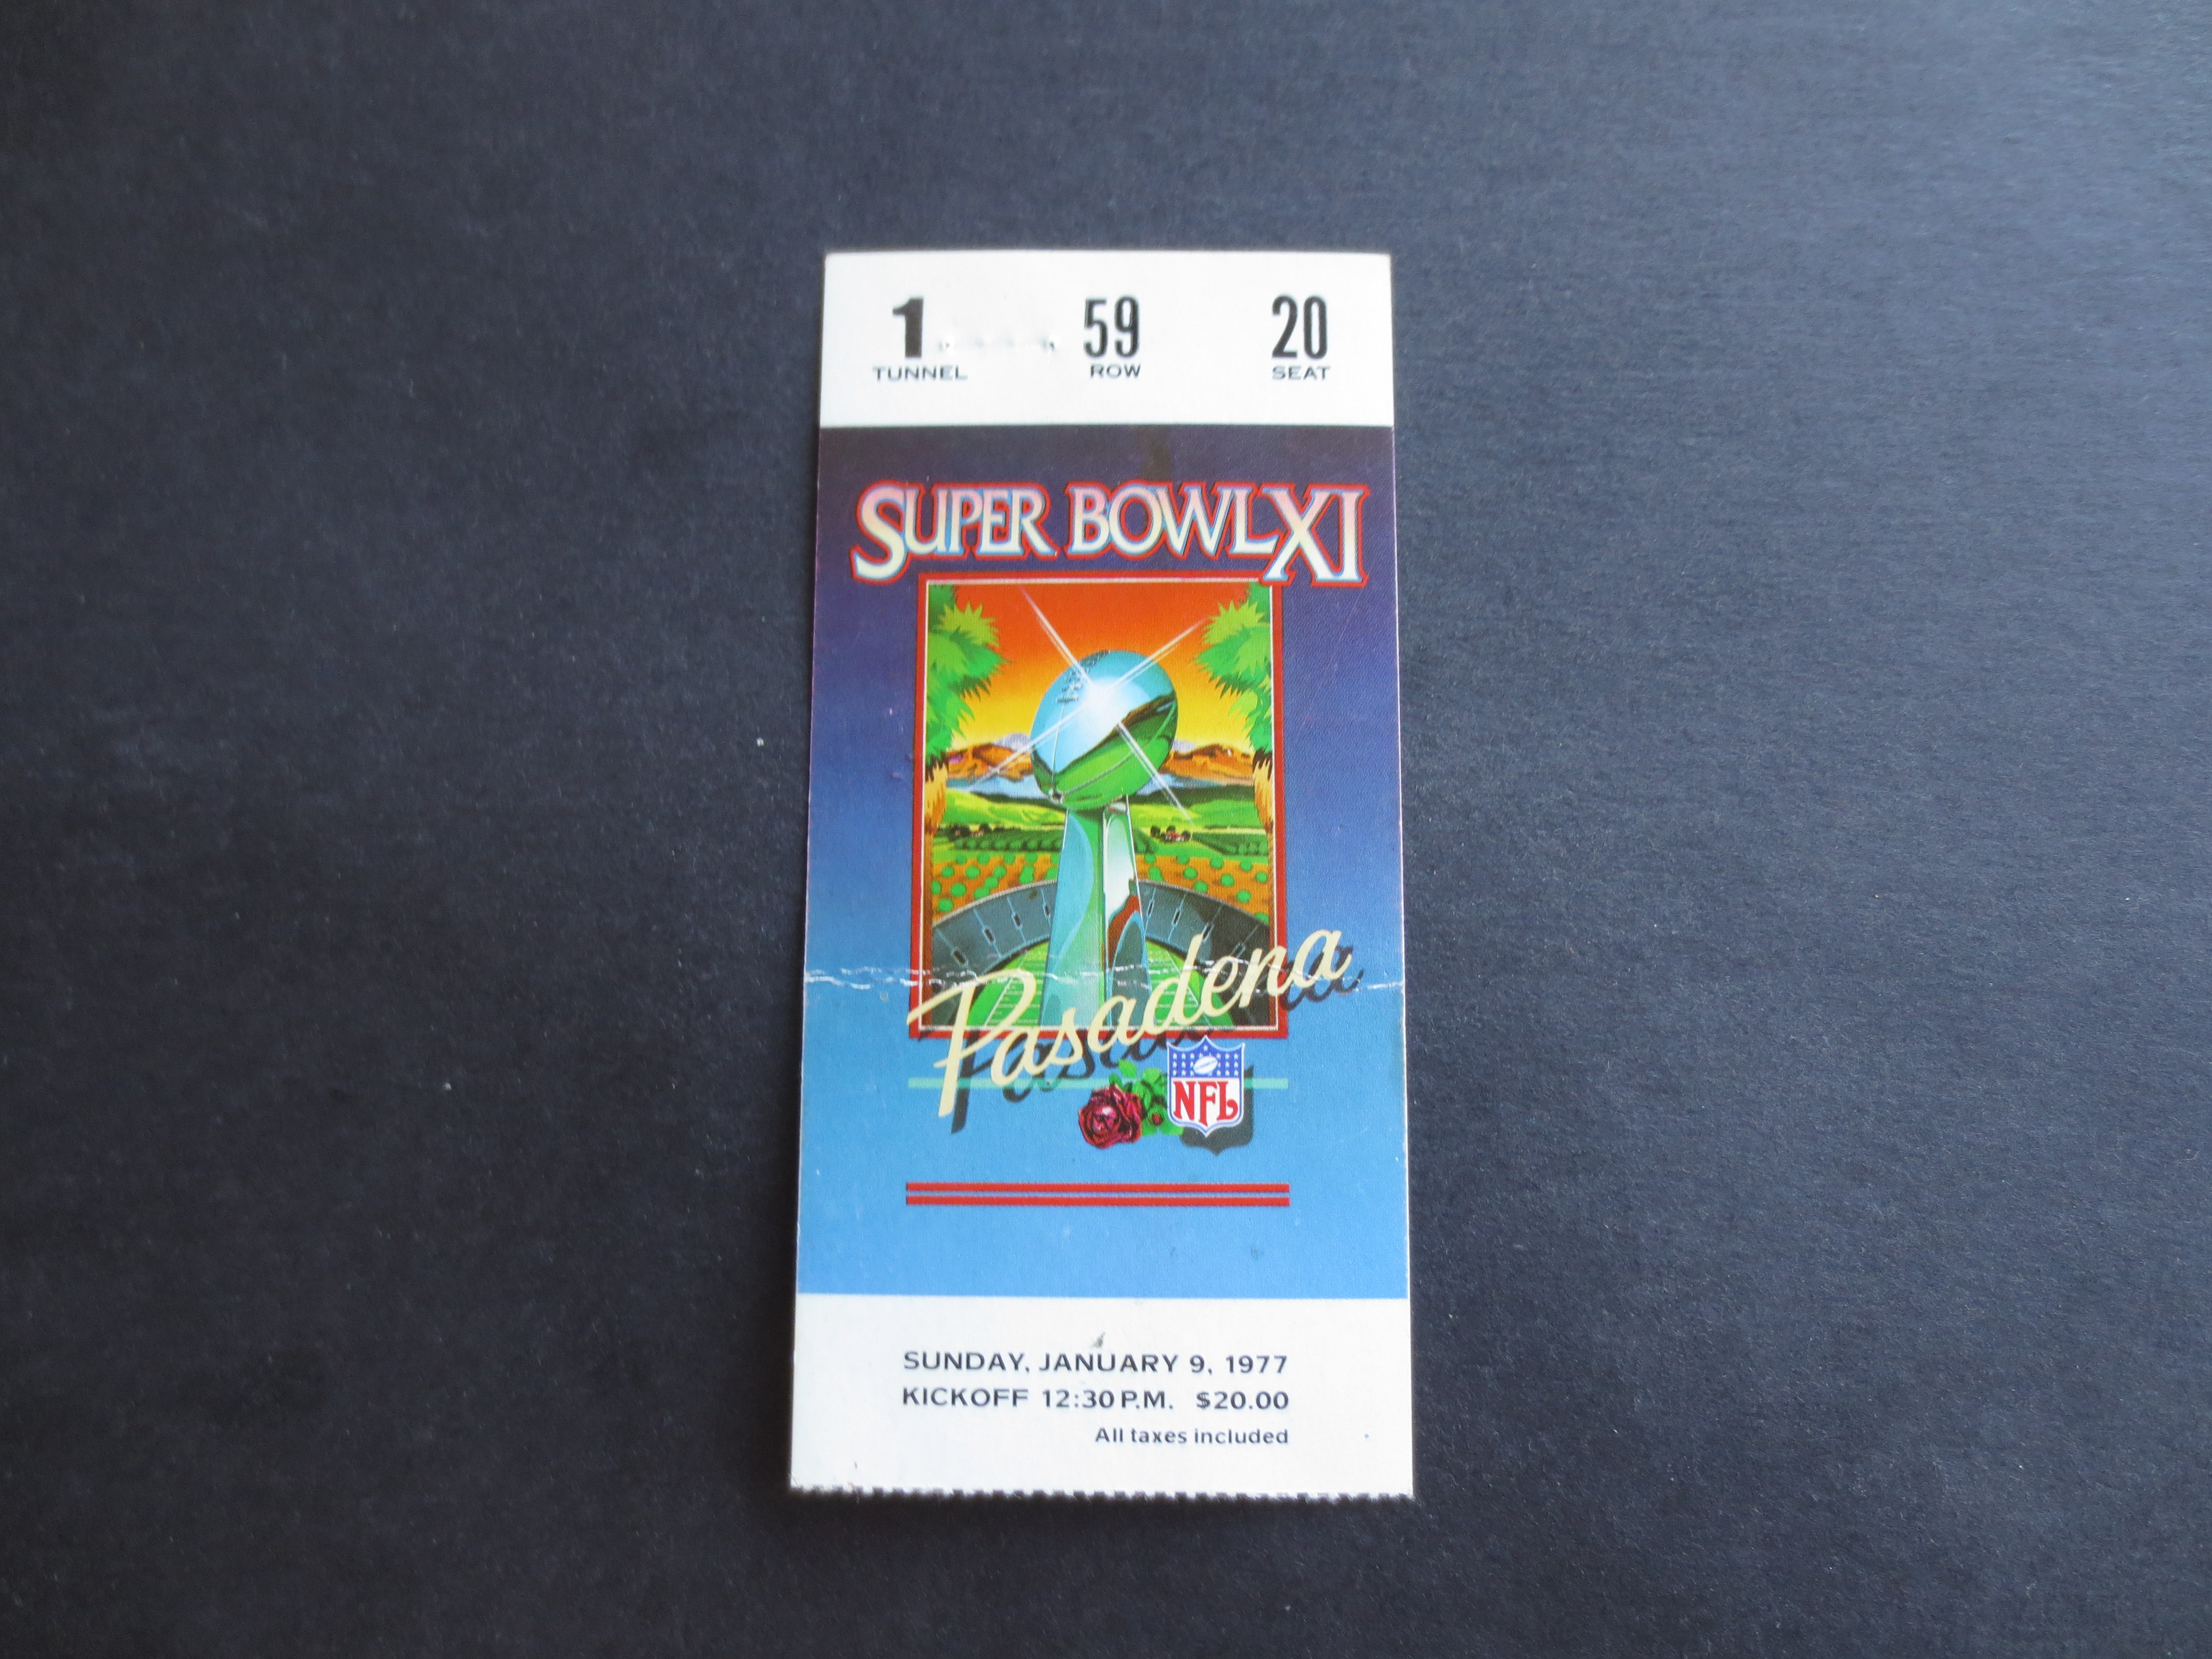 1 59 20
TUNNEL ROW SEAT
SUPER BOWL XI
Pasadena
NFL
SUNDAY, JANUARY 9, 1977
KICKOFF 12:30 P.M. $20.00
All taxes included